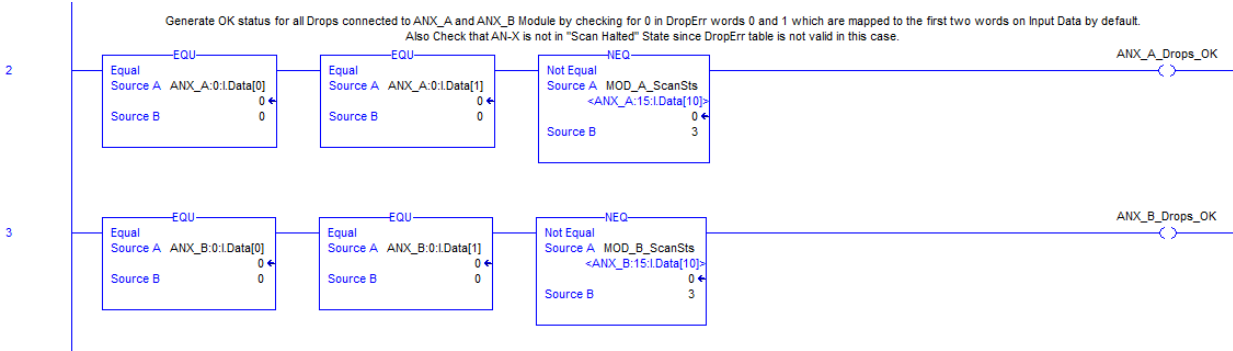 Generate OK status for all Drops connected to ANX_A and ANX_B Module by checking for 0 in DropErr words 0 and 1 which are mapped to the first two words on Input Data by default.
Also Check that AN-X is not in "Scan Halted" State since DropErr table is not valid in this case.
2
EQU
Equal
Source A ANX_A:0:I.Data[0]
0
Source B 0
EQU
Equal
Source A ANX_A:0:I.Data[1]
0
Source B 0
NEQ
Not Equal
Source A MOD_A_ScanSts
<ANX_A:15:I.Data[10]>
0
Source B 3
ANX_A_Drops_OK
3
EQU
Equal
Source A ANX_B:0:I.Data[0]
0
Source B 0
EQU
Equal
Source A ANX_B:0:I.Data[1]
0
Source B 0
NEQ
Not Equal
Source A MOD_B_ScanSts
<ANX_B:15:I.Data[10]>
0
Source B 3
ANX_B_Drops_OK